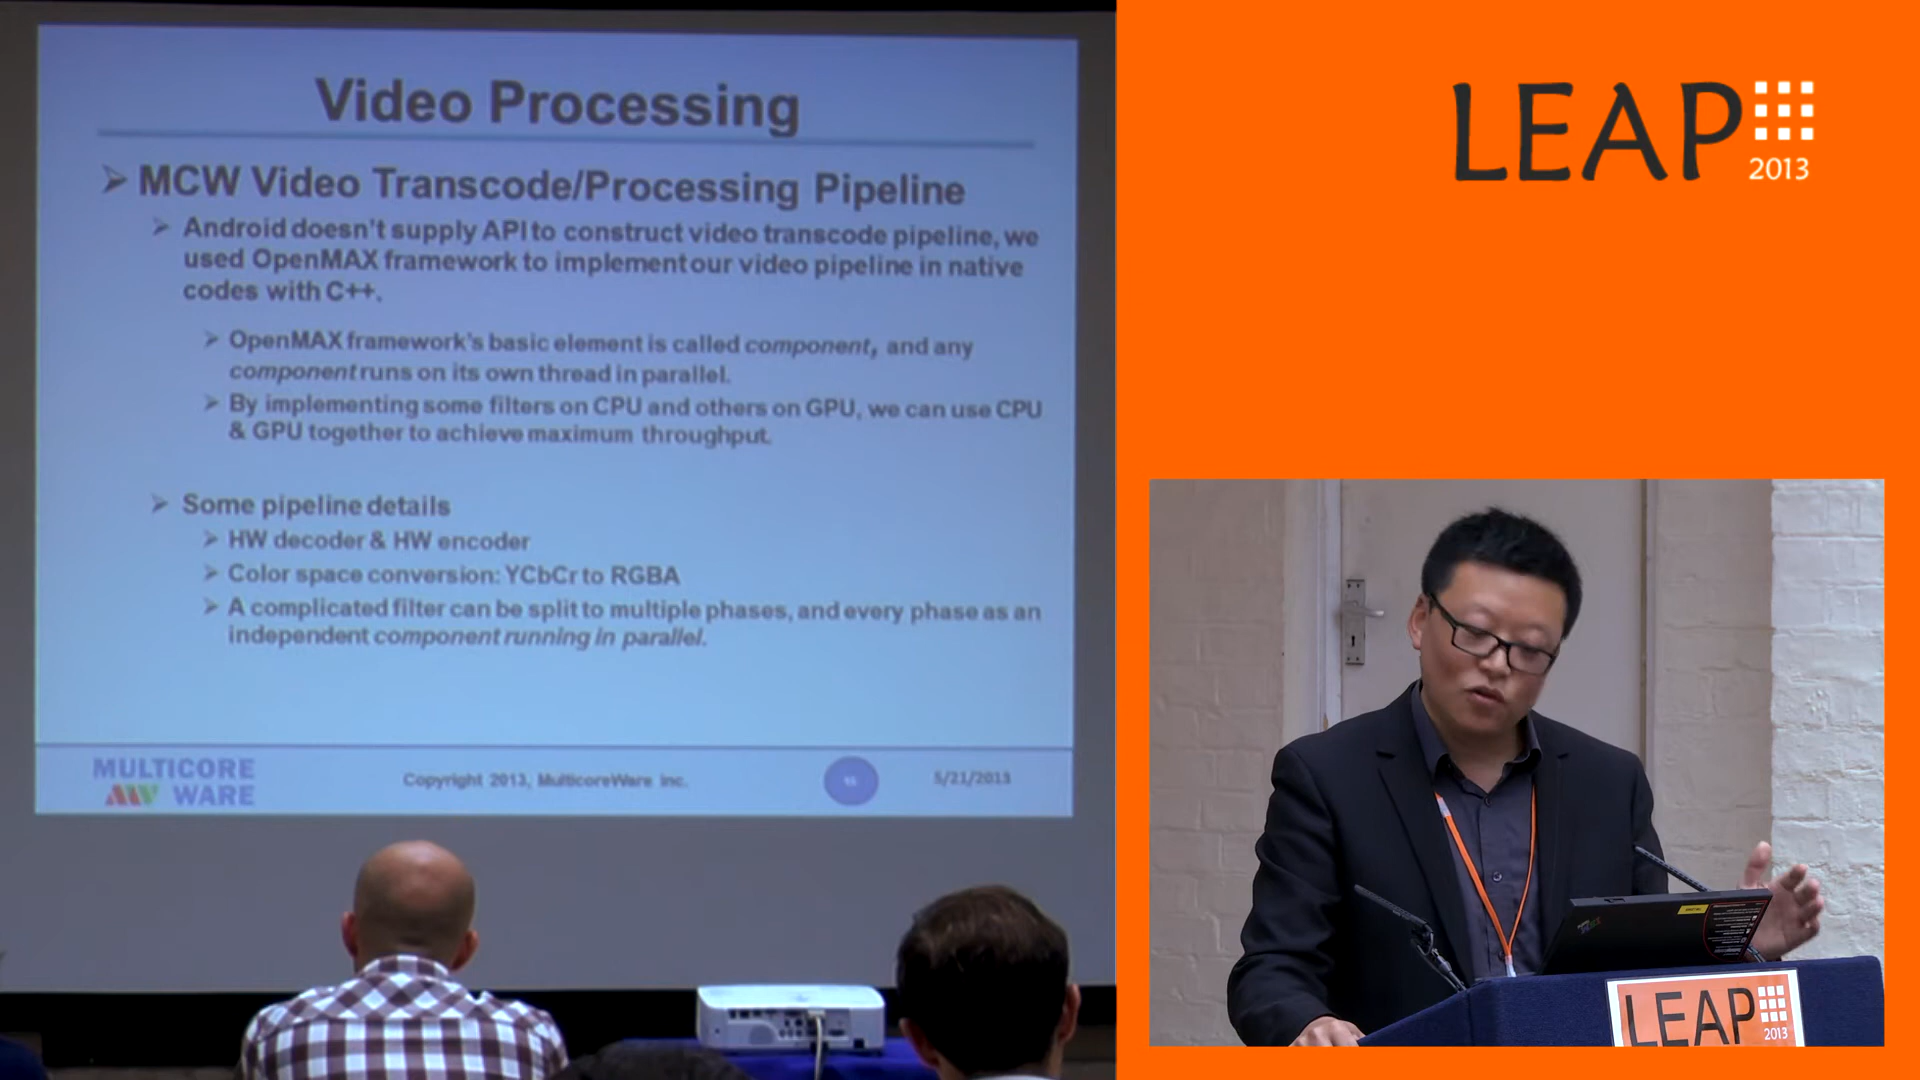 Video Processing
➢ MCW Video Transcode/Processing Pipeline
➢ Android doesn't supply API to construct video transcode pipeline, we
used OpenMAX framework to implement our video pipeline in native
codes with C++.
➢ OpenMAX framework's basic element is called component, and any
component runs on its own thread in parallel.
➢ By implementing some filters on CPU and others on GPU, we can use CPU
& GPU together to achieve maximum throughput.
➢ Some pipeline details
➢ HW decoder & HW encoder
➢ Color space conversion: YCbCr to RGBA
➢ A complicated filter can be split to multiple phases, and every phase as an
independent component running in parallel.
MULTICORE
WARE
Copyright 2013, MulticoreWare Inc.
5/21/2013
LEAP
2013
LEAP
2013